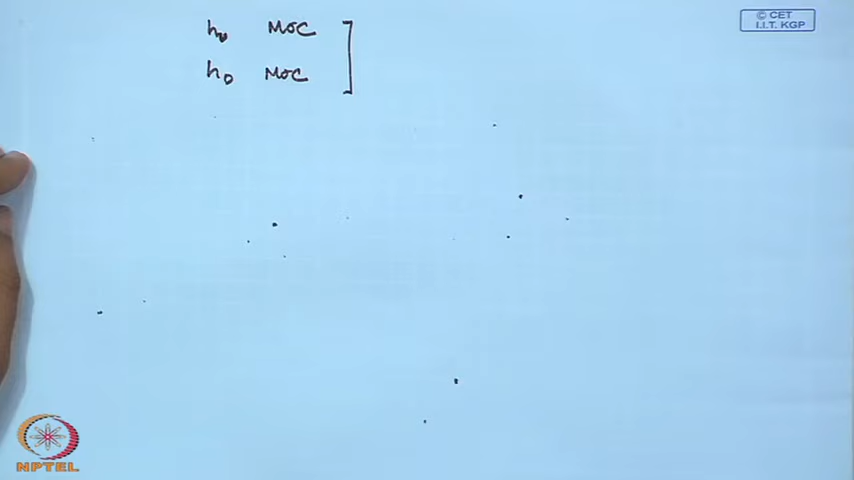 h₀ MOC
h₀ MOC
© CET
I.I.T. KGP
NPTEL